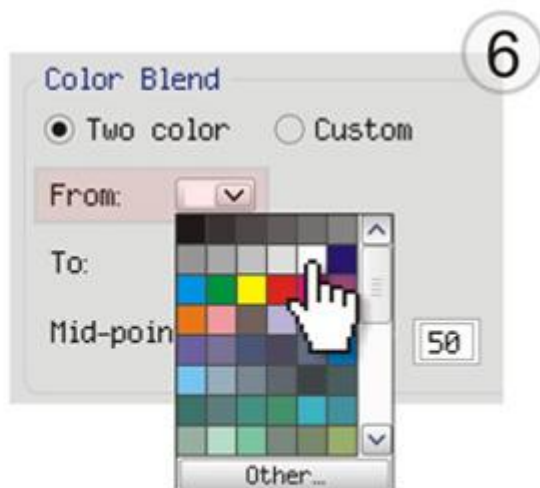 6
Color Blend
Two color Custom
From:
To:
Mid-poin
50
Other...